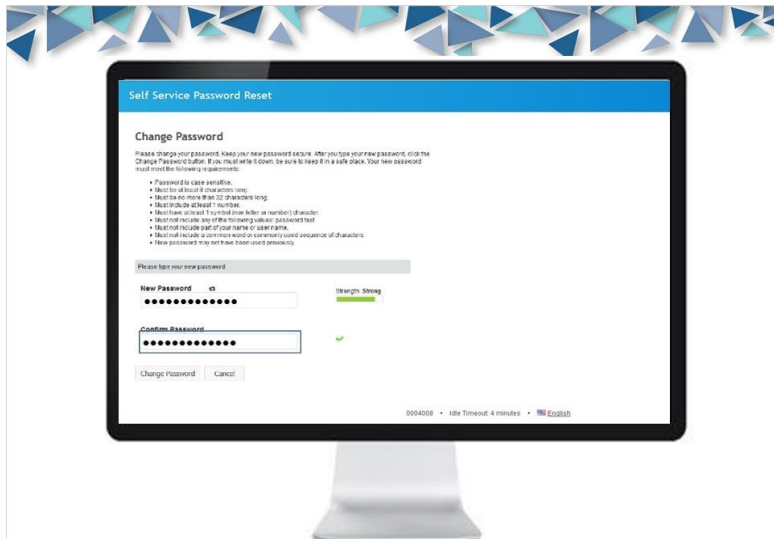 Self Service Password Reset
Change Password
Please change your password. Keep your new password secure. After you type your new password, click the
Change Password button. If you must write it down, be sure to keep it in a safe place. Your new password
must meet the following requirements:
• Password is case sensitive.
• Must be at least 8 characters long.
• Must be no more than 32 characters long.
• Must include at least 1 number.
• Must have at least 1 symbol (non letter or number) character.
• Must not include any of the following values: password test
• Must not include part of your name or user name.
• Must not include a common word or commonly used sequence of characters.
• New password may not have been used previously.
Please type your new password
New Password
Strength: Strong
Confirm Password
Change Password Cancel
0004008 • Idle Timeout: 4 minutes • English